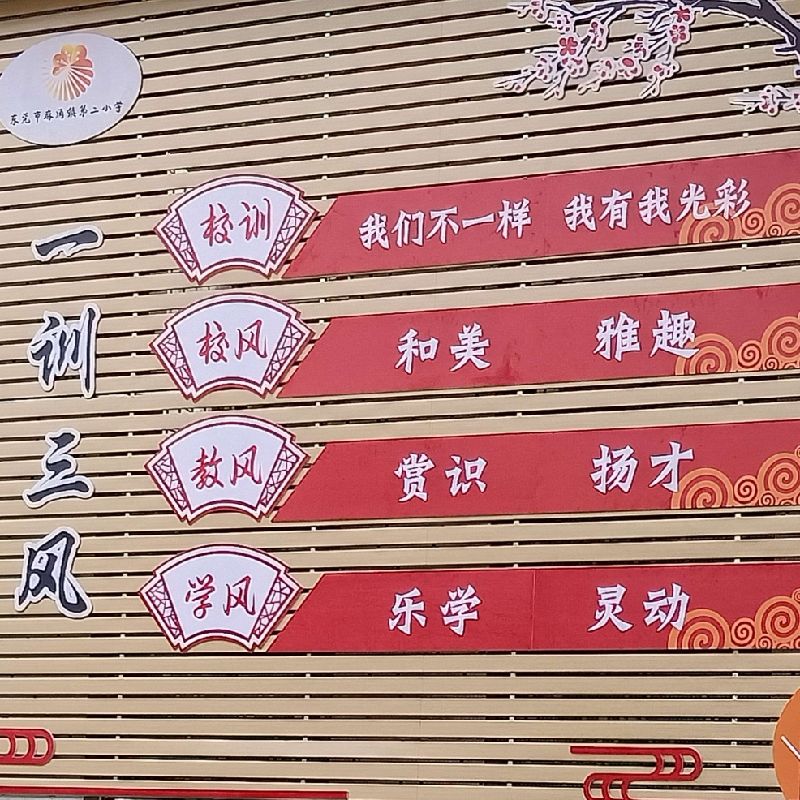 东莞市麻涌镇第二小学
一训三风
校训
我们不一样 我有我光彩
校风
和美 雅趣
教风
赏识 扬才
学风
乐学 灵动